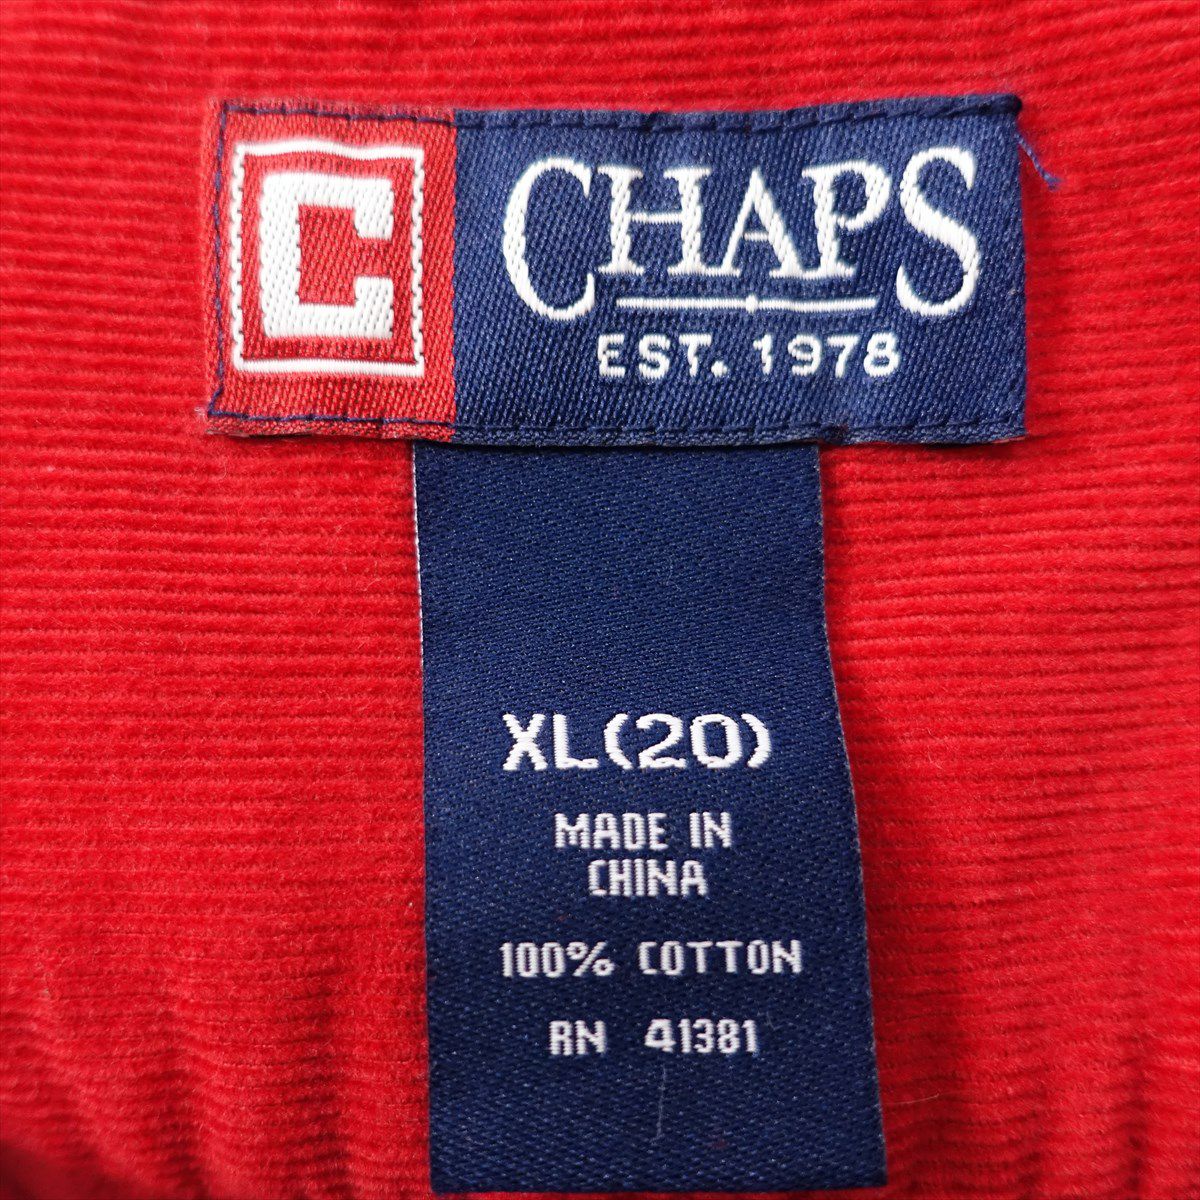 C CHAPS
EST. 1978
XL(20)
MADE IN
CHINA
100% COTTON
RN 41381